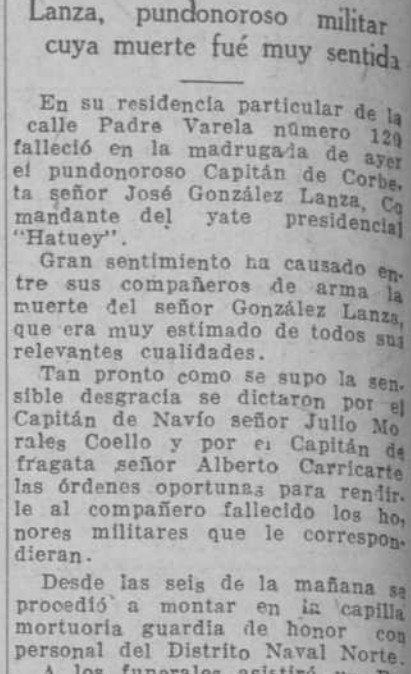 Lanza, pundonoroso militar
cuya muerte fué muy sentida
En su residencia particular de la
calle Padre Varela número 129
falleció en la madrugada de ayer
el pundonoroso Capitán de Corbe-
ta señor José González Lanza, Co
mandante del yate presidencial
"Hatuey".
Gran sentimiento ha causado en-
tre sus compañeros de arma la
muerte del señor González Lanza,
que era muy estimado de todos sus
relevantes cualidades.
Tan pronto como se supo la sen-
sible desgracia se dictaron por el
Capitán de Navío señor Julio Mo
rales Coello y por el Capitán de
fragata señor Alberto Carricarte
las órdenes oportunas para rendir-
le al compañero fallecido los ho-
nores militares que le correspon-
dieran.
Desde las seis de la mañana se
procedió a montar en la capilla
mortuoria guardia de honor con
personal del Distrito Naval Norte.
A los funerales asistirá